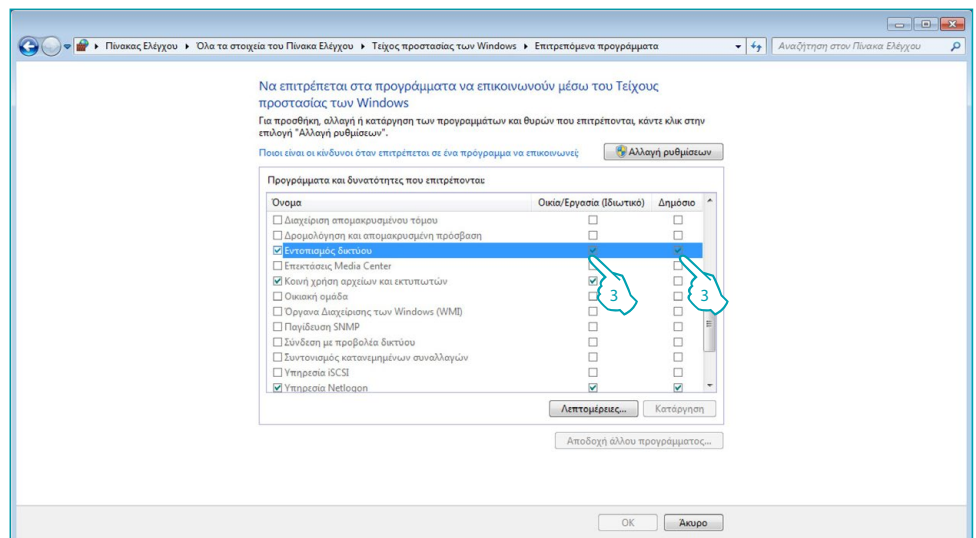 Πίνακας Ελέγχου Όλα τα στοιχεία του Πίνακα Ελέγχου Τείχος προστασίας των Windows Επιτρεπόμενα προγράμματα Αναζήτηση στον Πίνακα Ελέγχου
Να επιτρέπεται στα προγράμματα να επικοινωνούν μέσω του Τείχους
προστασίας των Windows
Για προσθήκη, αλλαγή ή κατάργηση των προγραμμάτων και θυρών που επιτρέπονται, κάντε κλικ στην
επιλογή "Αλλαγή ρυθμίσεων".
Ποιοι είναι οι κίνδυνοι όταν επιτρέπεται σε ένα πρόγραμμα να επικοινωνεί; Αλλαγή ρυθμίσεων
Προγράμματα και δυνατότητες που επιτρέπονται:
Όνομα Οικία/Εργασία (Ιδιωτικό) Δημόσιο
Διαχείριση απομακρυσμένου τόμου
Δρομολόγηση και απομακρυσμένη πρόσβαση
Εντοπισμός δικτύου
Επεκτάσεις Media Center
Κοινή χρήση αρχείων και εκτυπωτών
Οικιακή ομάδα 3 3
Όργανα Διαχείρισης των Windows (WMI)
Παγίδευση SNMP
Σύνδεση με προβολέα δικτύου
Συντονισμός κατανεμημένων συναλλαγών
Υπηρεσία iSCSI
Υπηρεσία Netlogon
Λεπτομέρειες... Κατάργηση
Αποδοχή άλλου προγράμματος...
OK Άκυρο